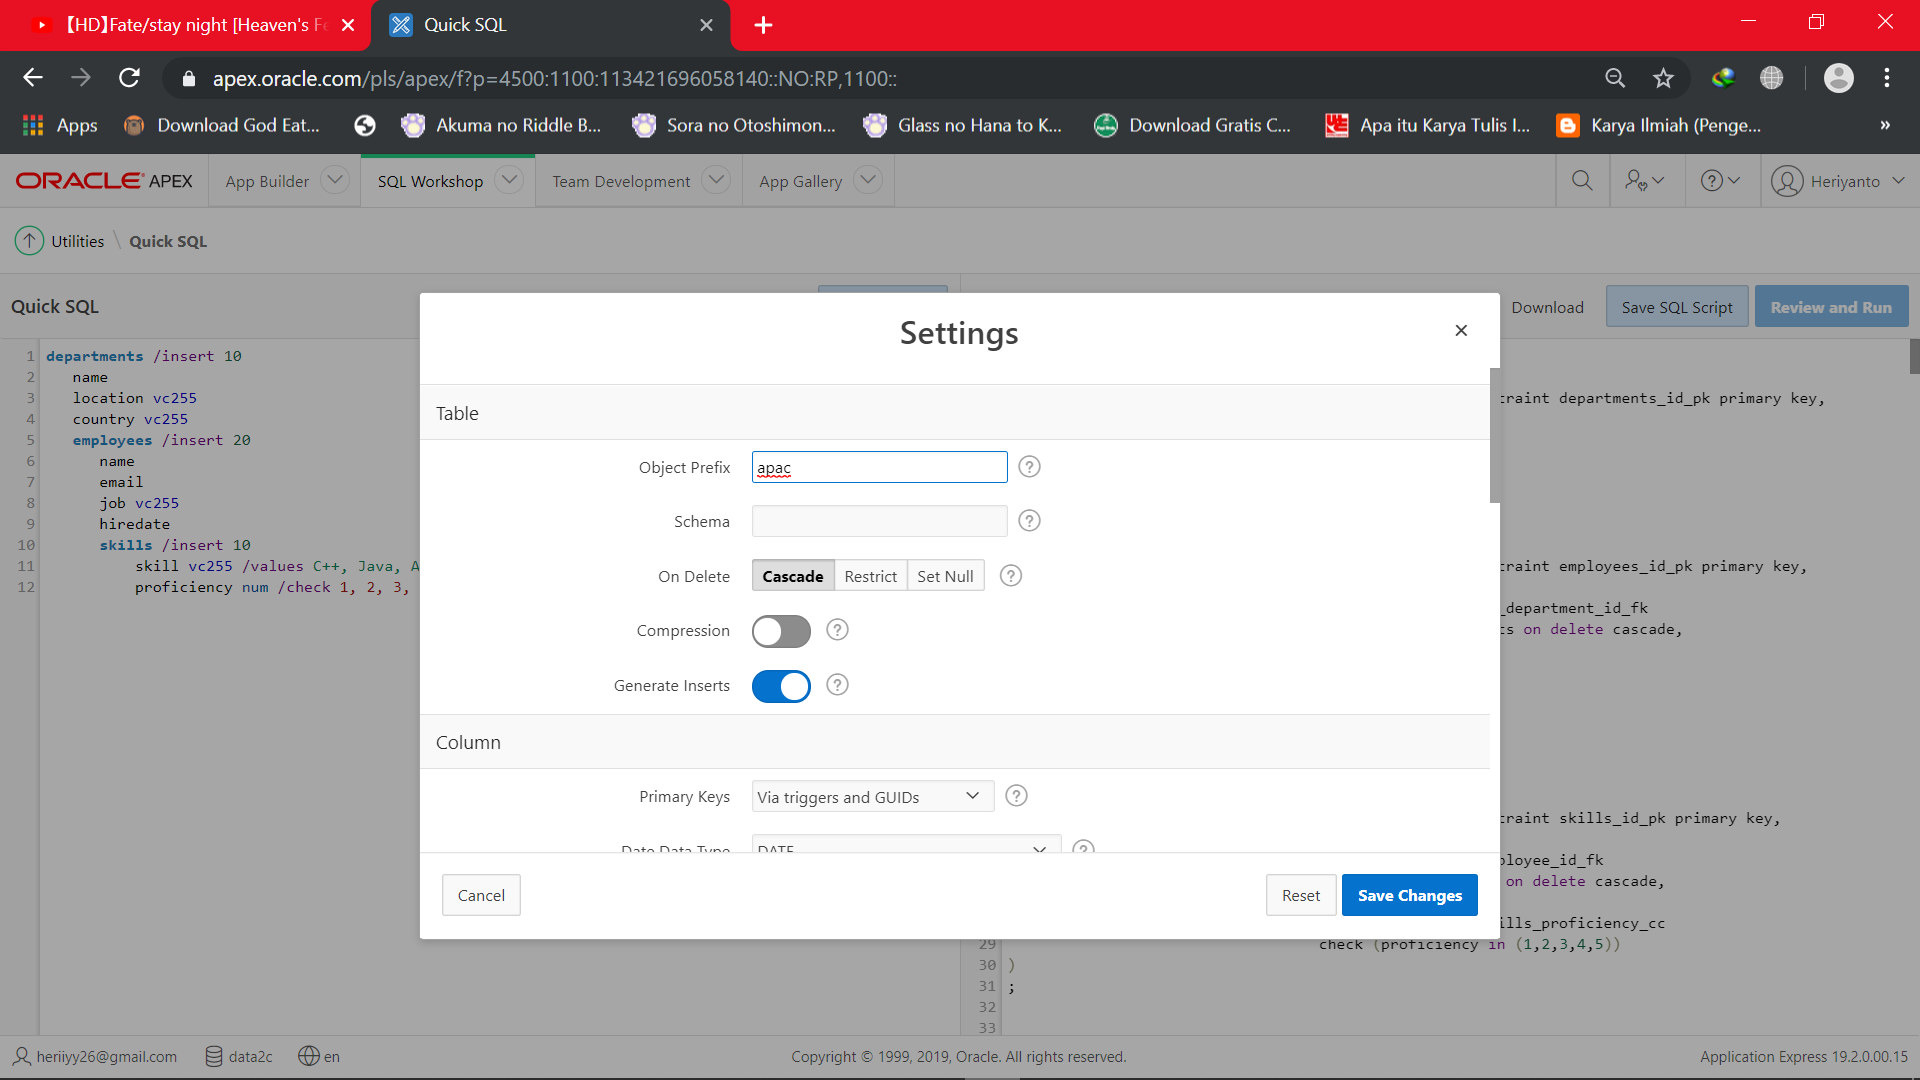 【HD】Fate/stay night [Heaven's Fe
Quick SQL
apex.oracle.com/pls/apex/f?p=4500:1100:113421696058140::NO:RP,1100::
Apps
Download God Eat...
Akuma no Riddle B...
Sora no Otoshimon...
Glass no Hana to K...
Download Gratis C...
Apa itu Karya Tulis I...
Karya Ilmiah (Penge...
»
ORACLE APEX
App Builder
SQL Workshop
Team Development
App Gallery
Heriyanto
Utilities \ Quick SQL
Quick SQL
Download
Save SQL Script
Review and Run
1 departments /insert 10
2 name
3 location vc255
4 country vc255
5 employees /insert 20
6 name
7 email
8 job vc255
9 hiredate
10 skills /insert 10
11 skill vc255 /values C++, Java, A
12 proficiency num /check 1, 2, 3,
Settings
Table
Object Prefix
apac
Schema
On Delete
Cascade
Restrict
Set Null
Compression
Generate Inserts
Column
Primary Keys
Via triggers and GUIDs
Date Data Type
DATE
Cancel
Reset
Save Changes
raint departments_id_pk primary key,
raint employees_id_pk primary key,
_department_id_fk
ts on delete cascade,
raint skills_id_pk primary key,
ployee_id_fk
on delete cascade,
ills_proficiency_cc
29 check (proficiency in (1,2,3,4,5))
30 )
31 ;
32
33
heriiyy26@gmail.com
data2c
en
Copyright © 1999, 2019, Oracle. All rights reserved.
Application Express 19.2.0.00.15